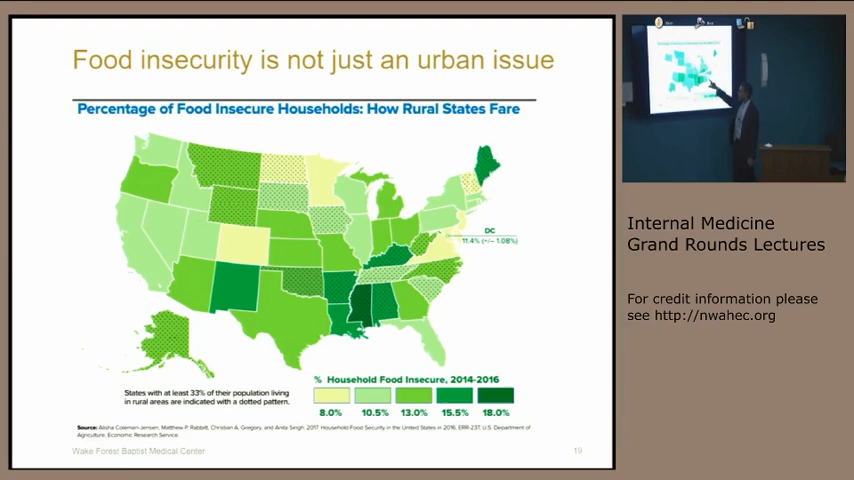 Food insecurity is not just an urban issue
Percentage of Food Insecure Households: How Rural States Fare
DC
11.4% (+/- 1.08%)
% Household Food Insecure, 2014-2016
8.0% 10.5% 13.0% 15.5% 18.0%
States with at least 33% of their population living
in rural areas are indicated with a dotted pattern.
Source: Alisha Coleman-Jensen, Matthew P. Rabbitt, Christian A. Gregory, and Anita Singh. 2017. Household Food Security in the United States in 2016, ERR-237, U.S. Department of
Agriculture, Economic Research Service.
Wake Forest Baptist Medical Center
19
Internal Medicine
Grand Rounds Lectures
For credit information please
see http://nwahec.org